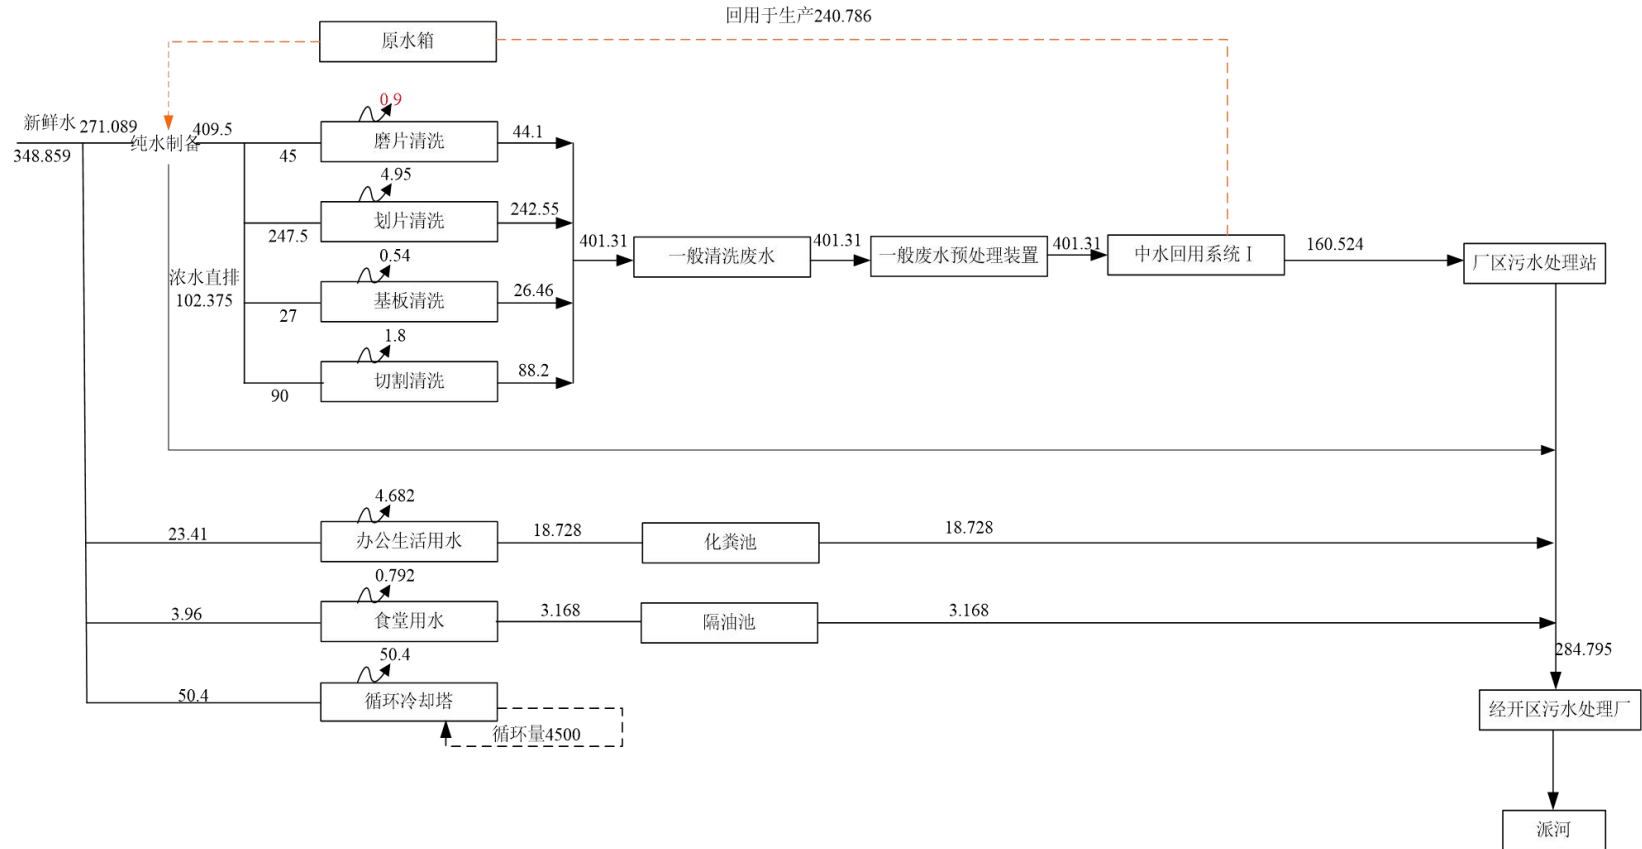 回用于生产240.786
原水箱
新鲜水
271.089
348.859
纯水制备
409.5
0.9
45
磨片清洗
44.1
4.95
247.5
划片清洗
242.55
0.54
27
基板清洗
26.46
1.8
90
切割清洗
88.2
浓水直排
102.375
401.31
一般清洗废水
401.31
一般废水预处理装置
401.31
中水回用系统Ⅰ
160.524
厂区污水处理站
4.682
23.41
办公生活用水
18.728
化粪池
18.728
0.792
3.96
食堂用水
3.168
隔油池
3.168
284.795
50.4
50.4
循环冷却塔
循环量4500
经开区污水处理厂
派河